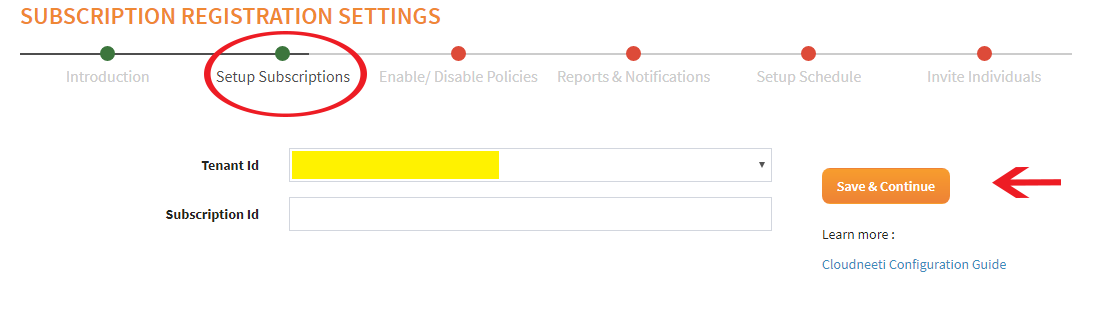 SUBSCRIPTION REGISTRATION SETTINGS
Introduction
Setup Subscriptions
Enable/ Disable Policies
Reports & Notifications
Setup Schedule
Invite Individuals
Tenant Id
Save & Continue
Subscription Id
Learn more :
Cloudneeti Configuration Guide